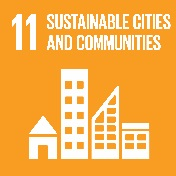 11 SUSTAINABLE CITIES
AND COMMUNITIES